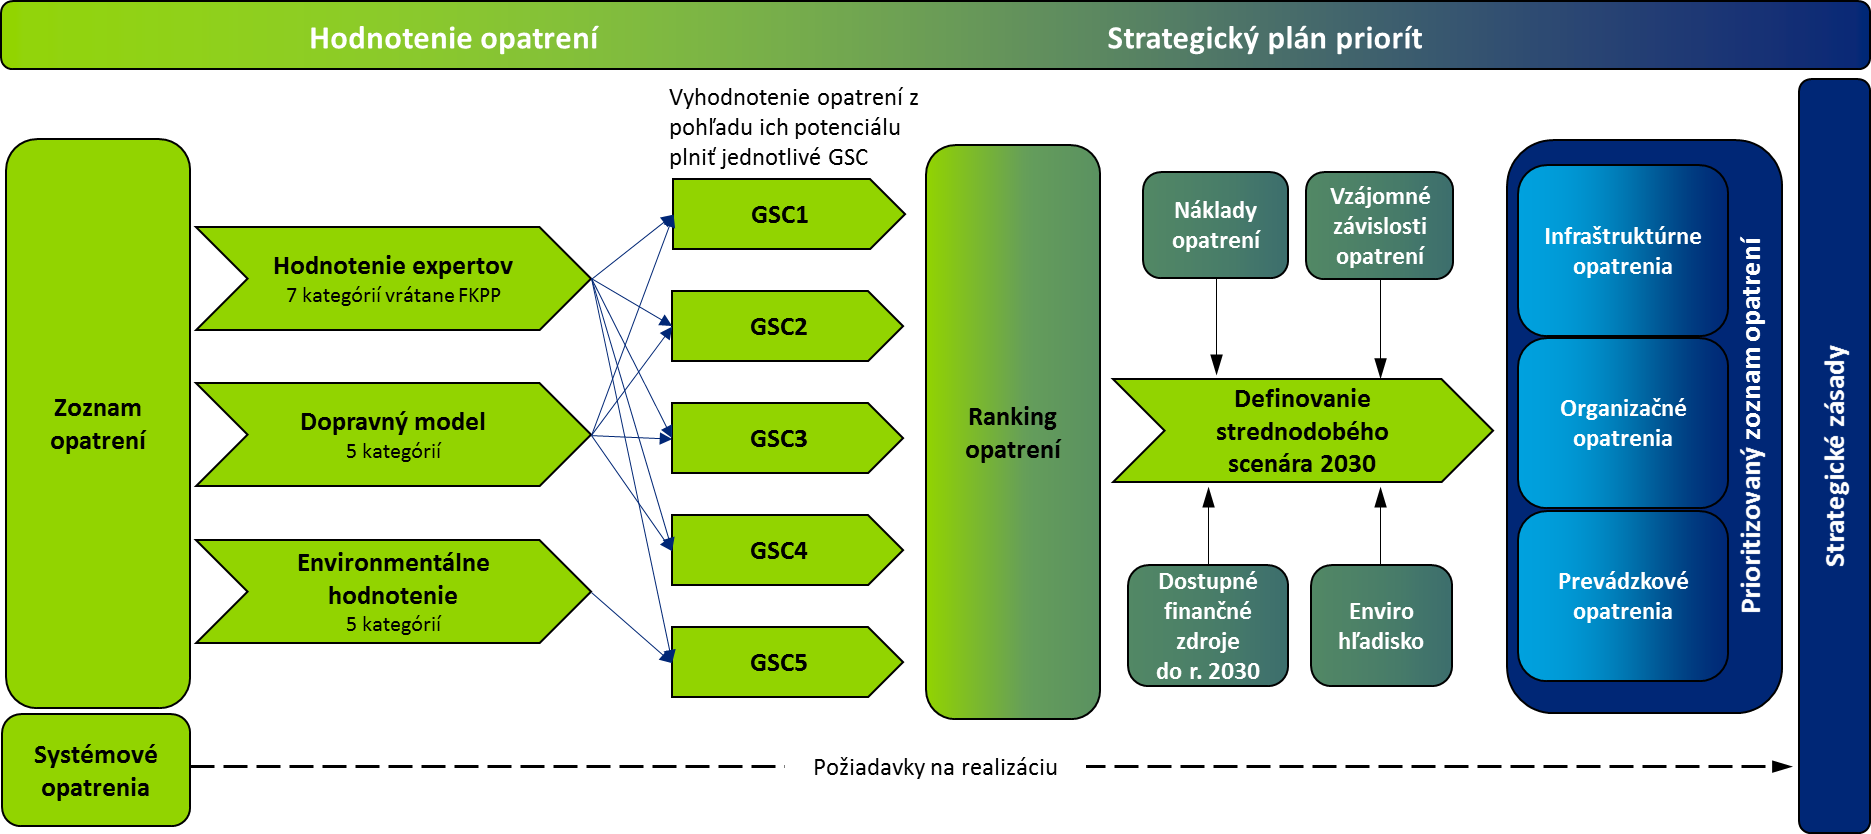 Hodnotenie opatrení
Strategický plán priorít
Zoznam
opatrení
Systémové
opatrenia
Hodnotenie expertov
7 kategórií vrátane FKPP
Dopravný model
5 kategórií
Environmentálne
hodnotenie
5 kategórií
Vyhodnotenie opatrení z
pohľadu ich potenciálu
plniť jednotlivé GSC
GSC1
GSC2
GSC3
GSC4
GSC5
Ranking
opatrení
Náklady
opatrení
Vzájomné
závislosti
opatrení
Definovanie
strednodobého
scenára 2030
Dostupné
finančné
zdroje
do r. 2030
Enviro
hľadisko
Infraštruktúrne
opatrenia
Organizačné
opatrenia
Prevádzkové
opatrenia
Prioritizovaný zoznam opatrení
Strategické zásady
Požiadavky na realizáciu